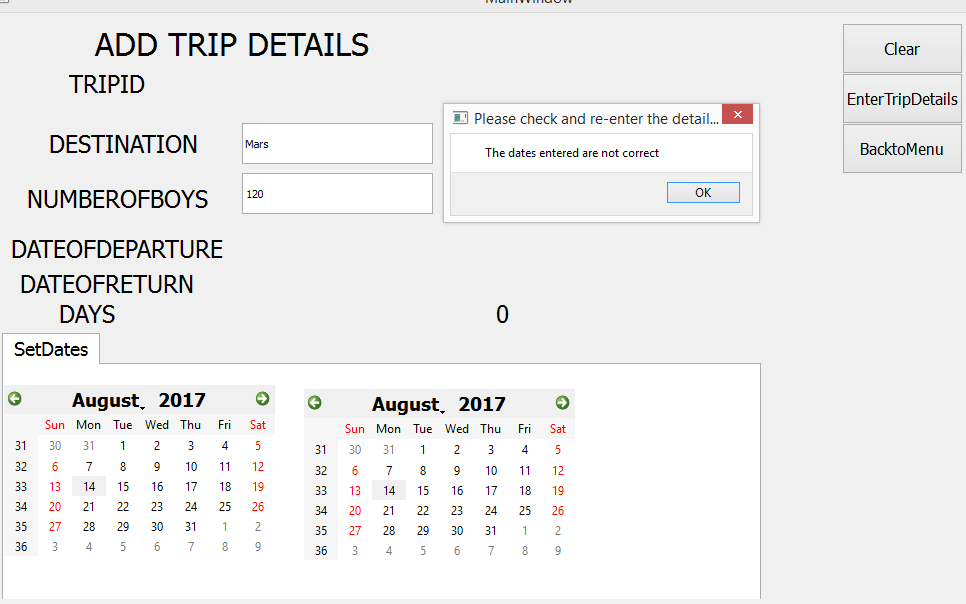 MainWindow
ADD TRIP DETAILS
TRIPID
DESTINATION
Mars
NUMBEROFBOYS
120
DATEOFDEPARTURE
DATEOFRETURN
DAYS
0
Please check and re-enter the detail...
The dates entered are not correct
OK
Clear
EnterTripDetails
BacktoMenu
SetDates
August 2017
Sun Mon Tue Wed Thu Fri Sat
31 30 31 1 2 3 4 5
32 6 7 8 9 10 11 12
33 13 14 15 16 17 18 19
34 20 21 22 23 24 25 26
35 27 28 29 30 31 1 2
36 3 4 5 6 7 8 9
August 2017
Sun Mon Tue Wed Thu Fri Sat
31 30 31 1 2 3 4 5
32 6 7 8 9 10 11 12
33 13 14 15 16 17 18 19
34 20 21 22 23 24 25 26
35 27 28 29 30 31 1 2
36 3 4 5 6 7 8 9